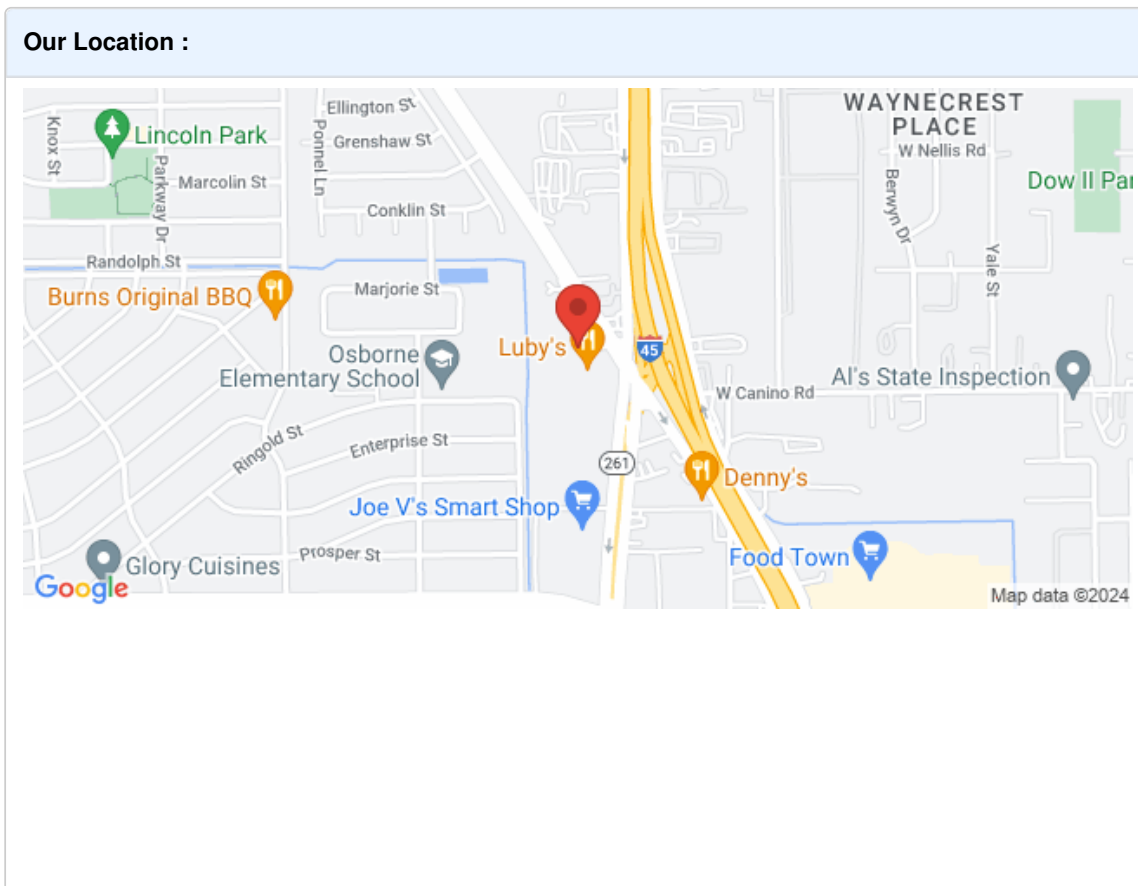 Our Location :
Ellington St
WAYNECREST
PLACE
Knox St
Lincoln Park
Ponnel Ln
Grenshaw St
W Nellis Rd
Parkway Dr
Marcolin St
Berwyn Dr
Dow II Par
Conklin St
Randolph St
Yale St
Burns Original BBQ
Marjorie St
Luby's
45
Osborne
Elementary School
Al's State Inspection
W Canino Rd
Ringold St
Enterprise St
261
Denny's
Joe V's Smart Shop
Prosper St
Food Town
Glory Cuisines
Google
Map data ©2024